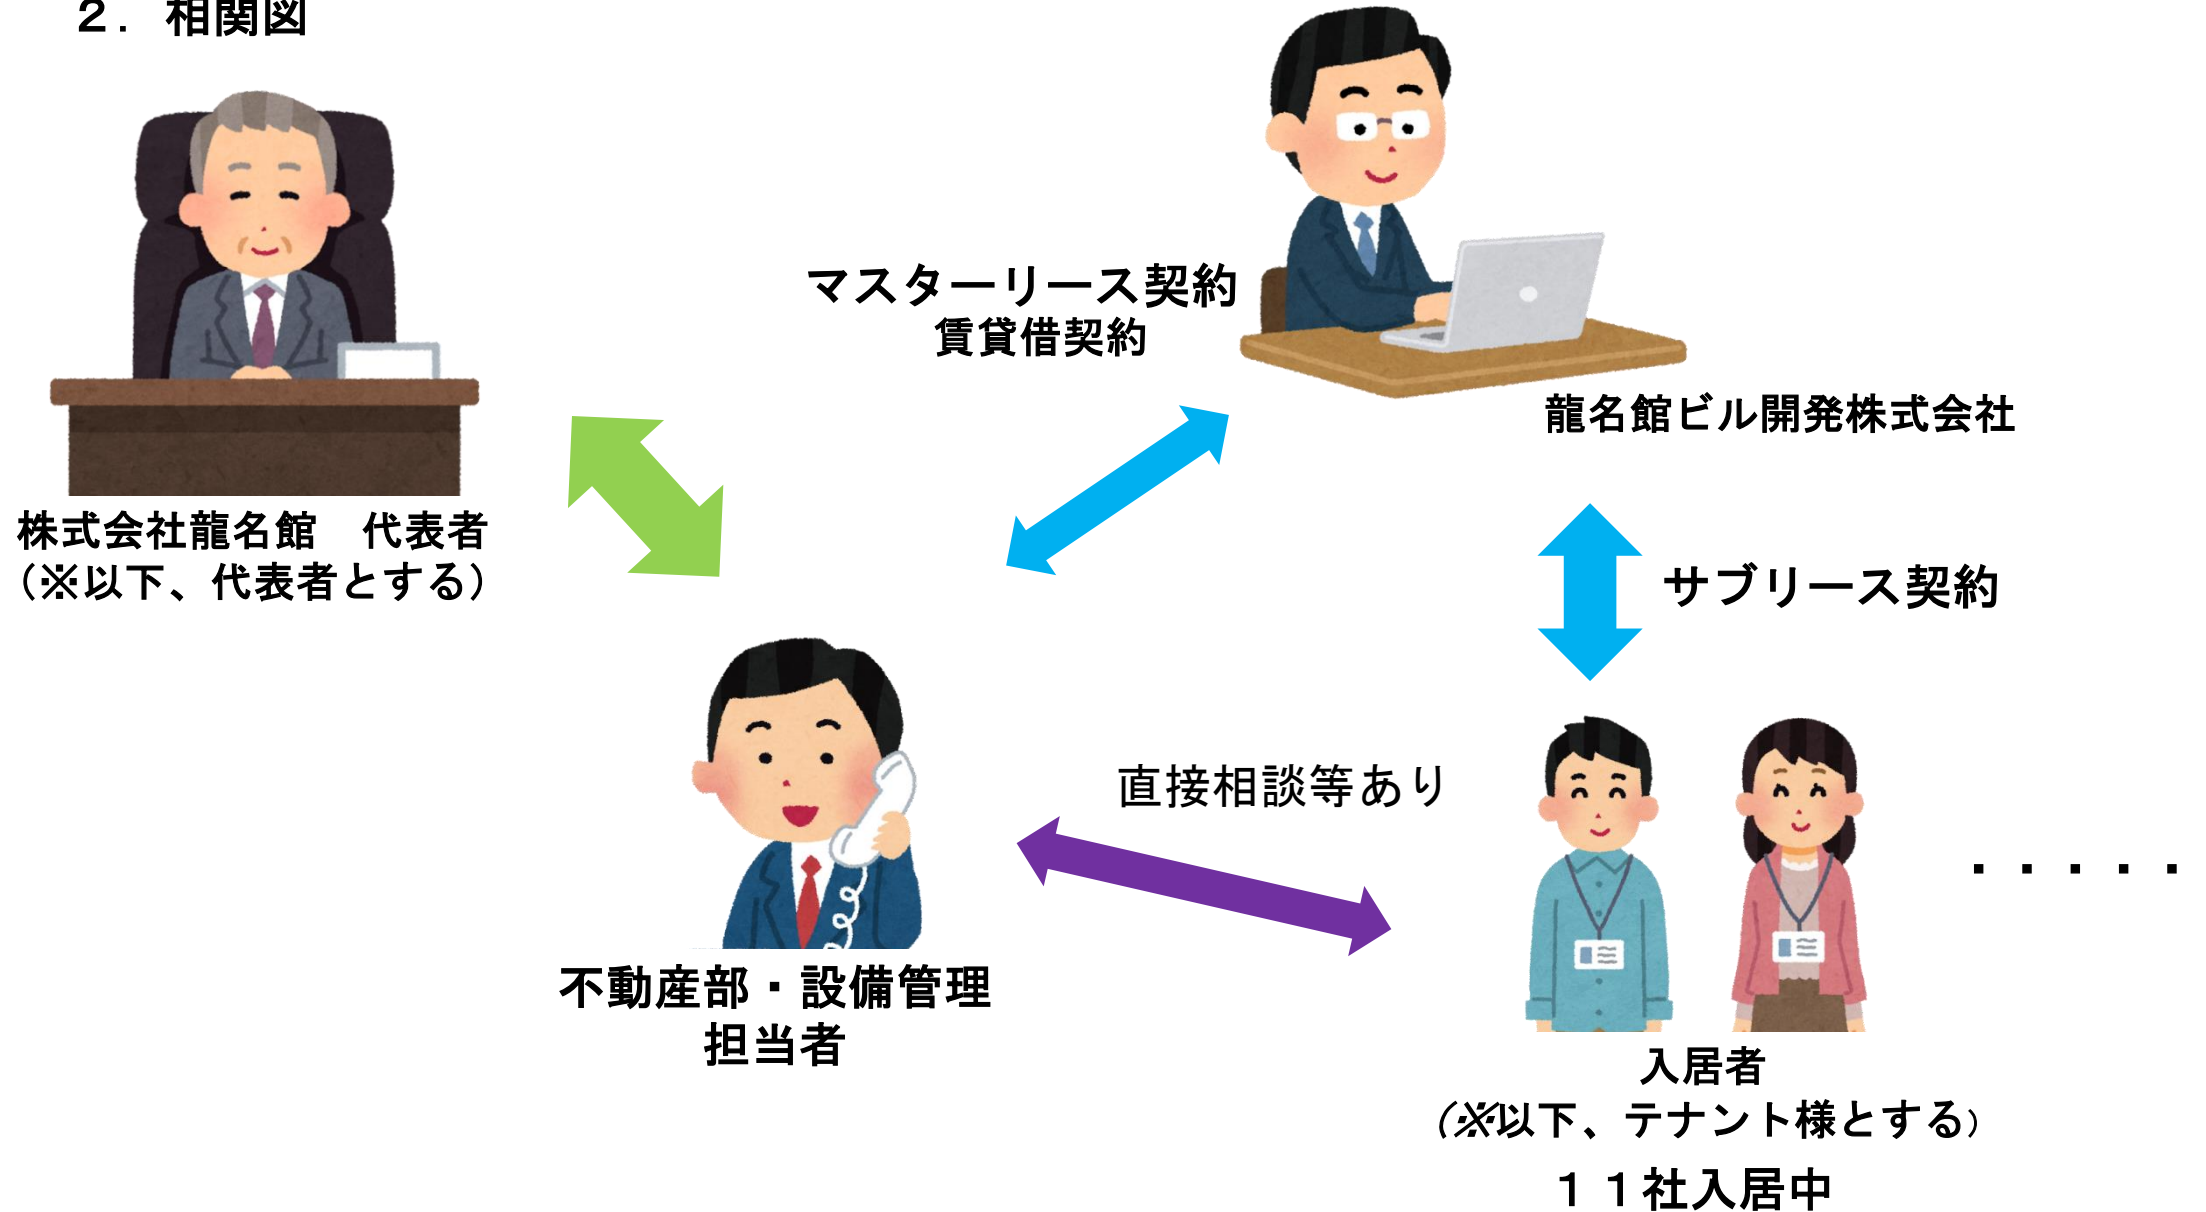 ２．相関図
マスターリース契約
賃貸借契約
龍名館ビル開発株式会社
株式会社龍名館　代表者
（※以下、代表者とする）
サブリース契約
直接相談等あり
・・・・・
不動産部・設備管理
担当者
入居者
（※以下、テナント様とする）
１１社入居中